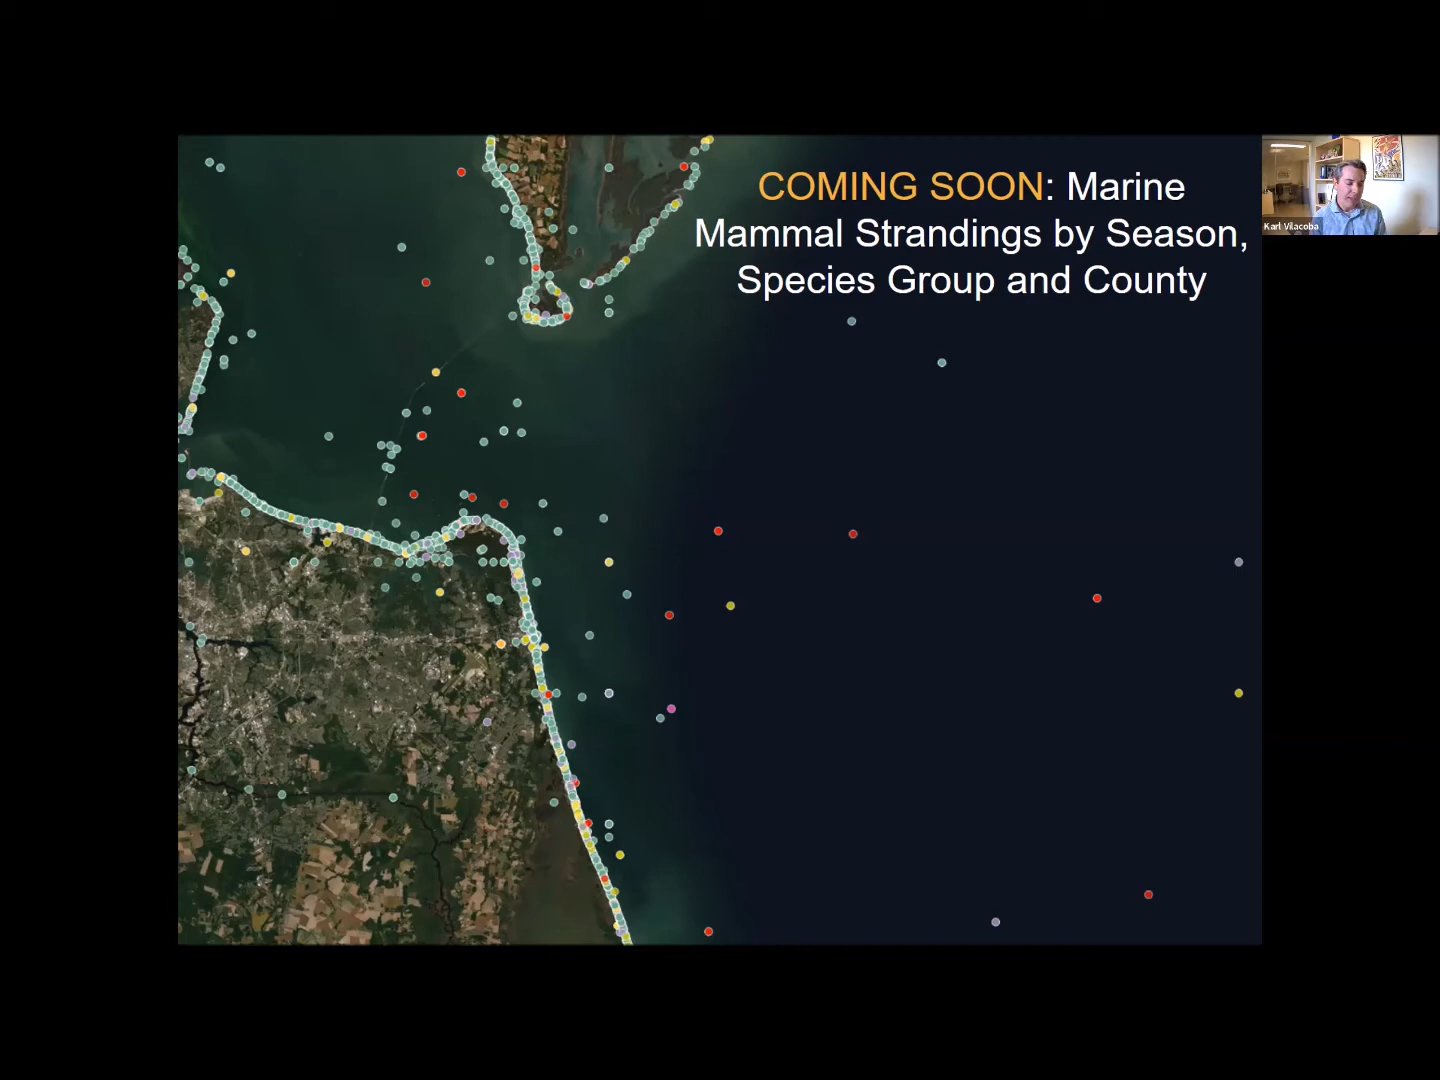 COMING SOON: Marine
Mammal Strandings by Season,
Species Group and County
Karl Vilacoba